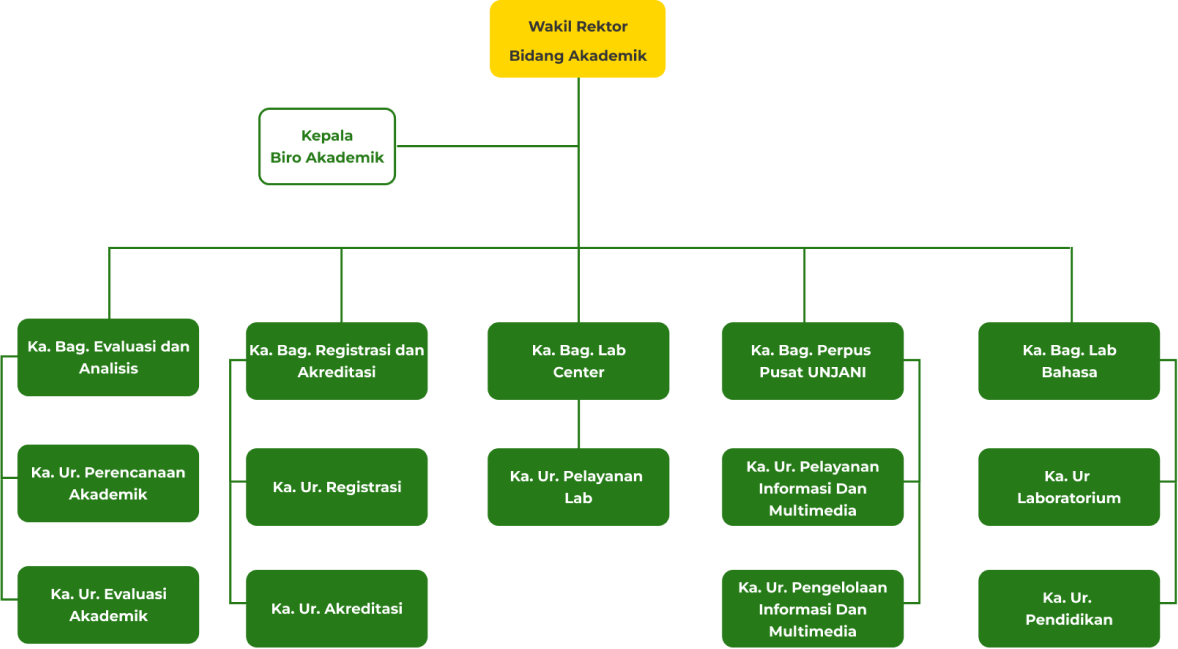 Wakil Rektor
Bidang Akademik
Kepala
Biro Akademik
Ka. Bag. Evaluasi dan
Analisis
Ka. Bag. Registrasi dan
Akreditasi
Ka. Bag. Lab
Center
Ka. Bag. Perpus
Pusat UNJANI
Ka. Bag. Lab
Bahasa
Ka. Ur. Perencanaan
Akademik
Ka. Ur. Registrasi
Ka. Ur. Pelayanan
Lab
Ka. Ur. Pelayanan
Informasi Dan
Multimedia
Ka. Ur
Laboratorium
Ka. Ur. Evaluasi
Akademik
Ka. Ur. Akreditasi
Ka. Ur. Pengelolaan
Informasi Dan
Multimedia
Ka. Ur.
Pendidikan